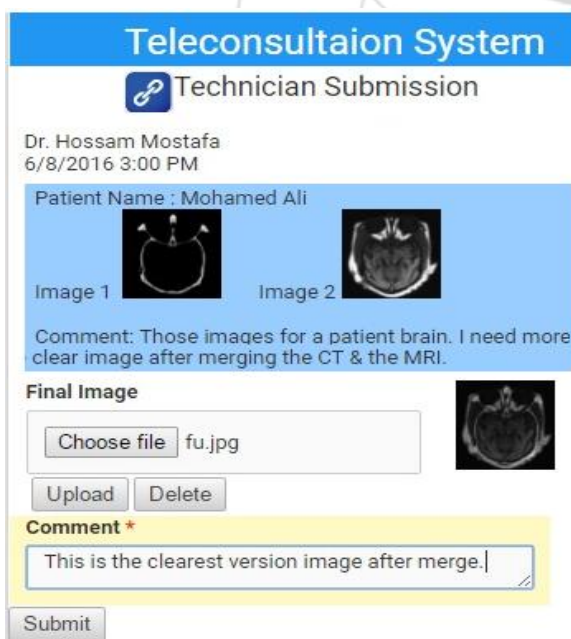 Teleconsultaion System
Technician Submission
Dr. Hossam Mostafa
6/8/2016 3:00 PM
Patient Name : Mohamed Ali
Image 1 Image 2
Comment: Those images for a patient brain. I need more
clear image after merging the CT & the MRI.
Final Image
Choose file fu.jpg
Upload Delete
Comment *
This is the clearest version image after merge.
Submit